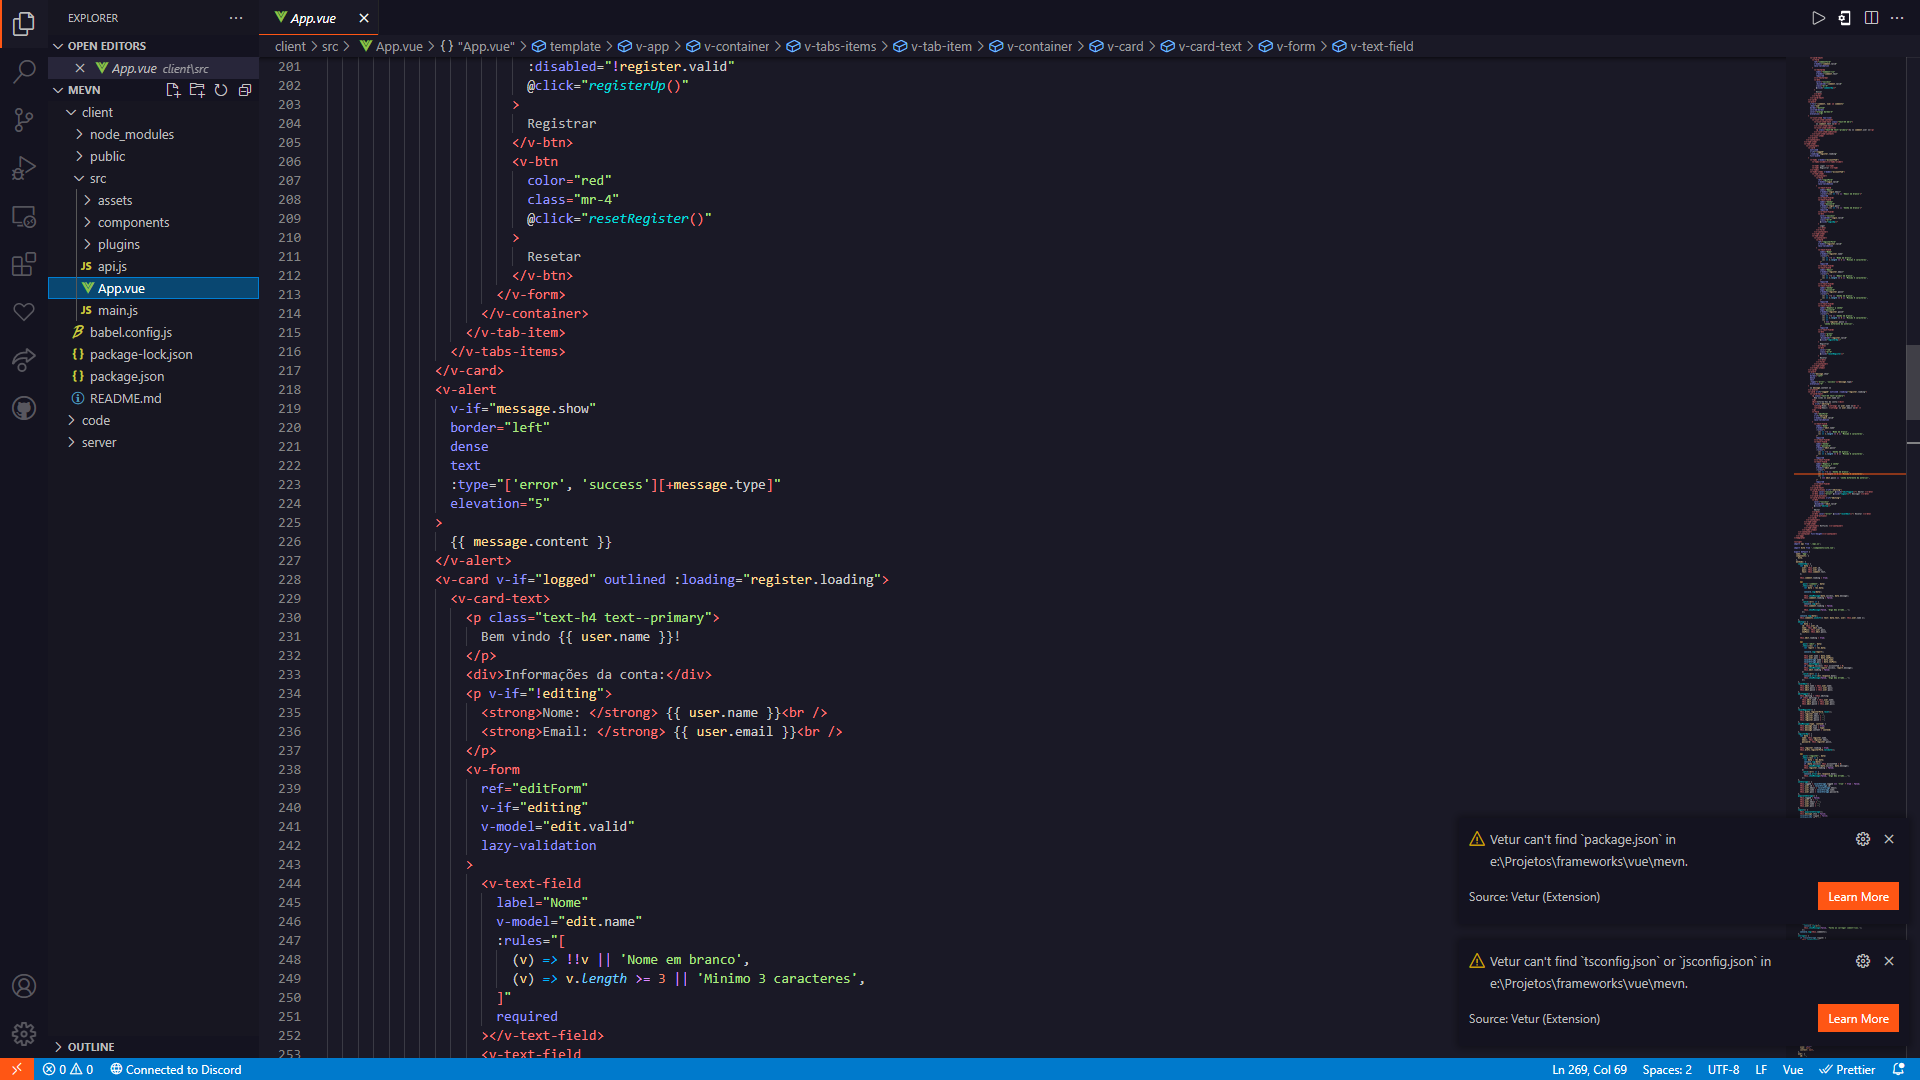 EXPLORER
OPEN EDITORS
App.vue client\src
MEVN
client
node_modules
public
src
assets
components
plugins
JS api.js
App.vue
JS main.js
babel.config.js
{} package-lock.json
{} package.json
README.md
code
server
OUTLINE
App.vue
client > src > App.vue > {} "App.vue" > template > v-app > v-container > v-tabs-items > v-tab-item > v-container > v-card > v-card-text > v-form > v-text-field
201 :disabled="!register.valid"
202 @click="registerUp()"
203 >
204 Registrar
205 </v-btn>
206 <v-btn
207 color="red"
208 class="mr-4"
209 @click="resetRegister()"
210 >
211 Resetar
212 </v-btn>
213 </v-form>
214 </v-container>
215 </v-tab-item>
216 </v-tabs-items>
217 </v-card>
218 <v-alert
219 v-if="message.show"
220 border="left"
221 dense
222 text
223 :type="['error', 'success'][+message.type]"
224 elevation="5"
225 >
226 {{ message.content }}
227 </v-alert>
228 <v-card v-if="logged" outlined :loading="register.loading">
229 <v-card-text>
230 <p class="text-h4 text--primary">
231 Bem vindo {{ user.name }}!
232 </p>
233 <div>Informações da conta:</div>
234 <p v-if="!editing">
235 <strong>Nome: </strong> {{ user.name }}<br />
236 <strong>Email: </strong> {{ user.email }}<br />
237 </p>
238 <v-form
239 ref="editForm"
240 v-if="editing"
241 v-model="edit.valid"
242 lazy-validation
243 >
244 <v-text-field
245 label="Nome"
246 v-model="edit.name"
247 :rules="[
248 (v) => !!v || 'Nome em branco',
249 (v) => v.length >= 3 || 'Minimo 3 caracteres',
250 ]"
251 required
252 ></v-text-field>
253 <v-text-field
Vetur can't find `package.json` in
e:\Projetos\frameworks\vue\mevn.
Source: Vetur (Extension)
Learn More
Vetur can't find `tsconfig.json` or `jsconfig.json` in
e:\Projetos\frameworks\vue\mevn.
Source: Vetur (Extension)
Learn More
0 0 Connected to Discord
Ln 269, Col 69 Spaces: 2 UTF-8 LF Vue Prettier